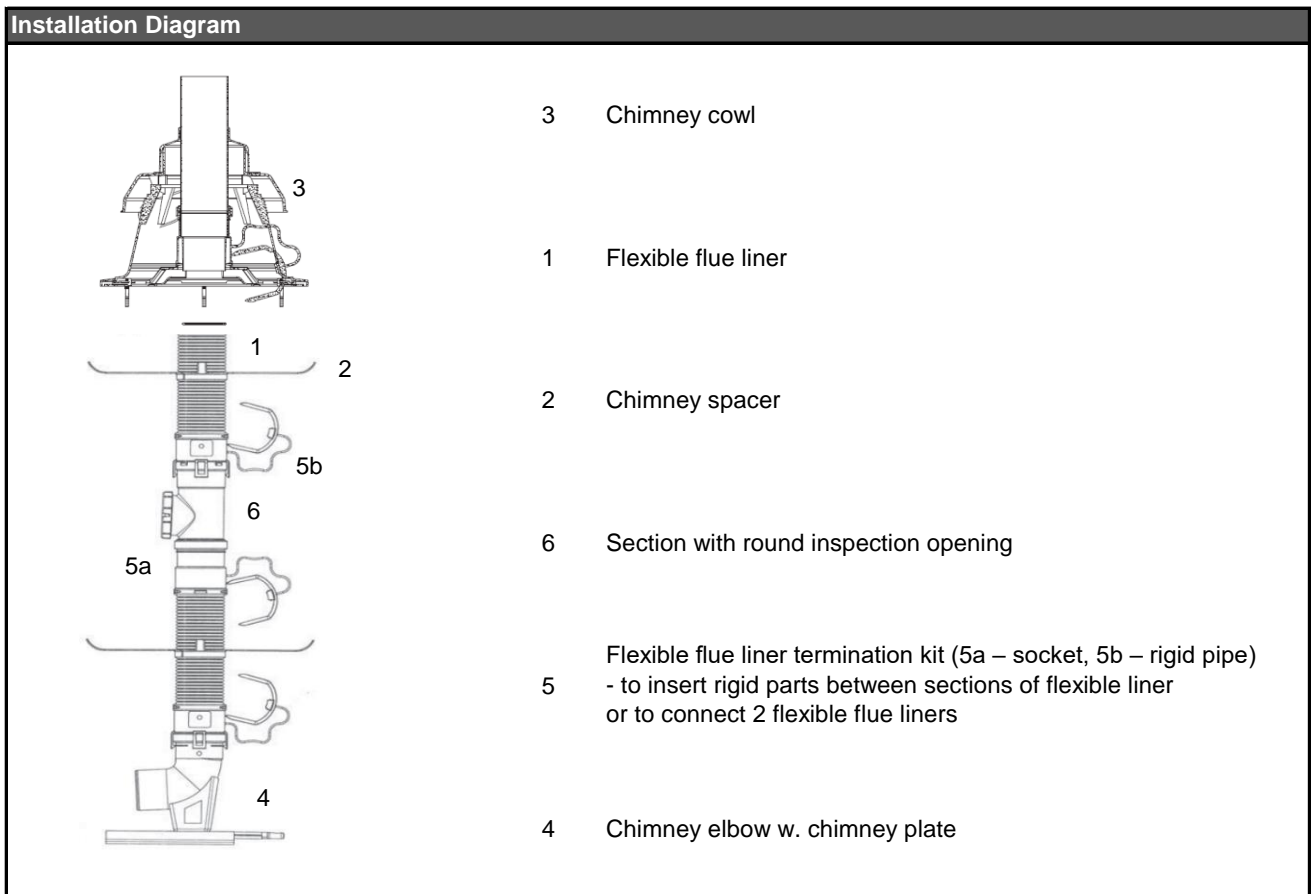 Installation Diagram
3 Chimney cowl
3
1 Flexible flue liner
1
2
2 Chimney spacer
5b
6
6 Section with round inspection opening
5a
Flexible flue liner termination kit (5a – socket, 5b – rigid pipe)
5 - to insert rigid parts between sections of flexible liner
or to connect 2 flexible flue liners
4
4 Chimney elbow w. chimney plate